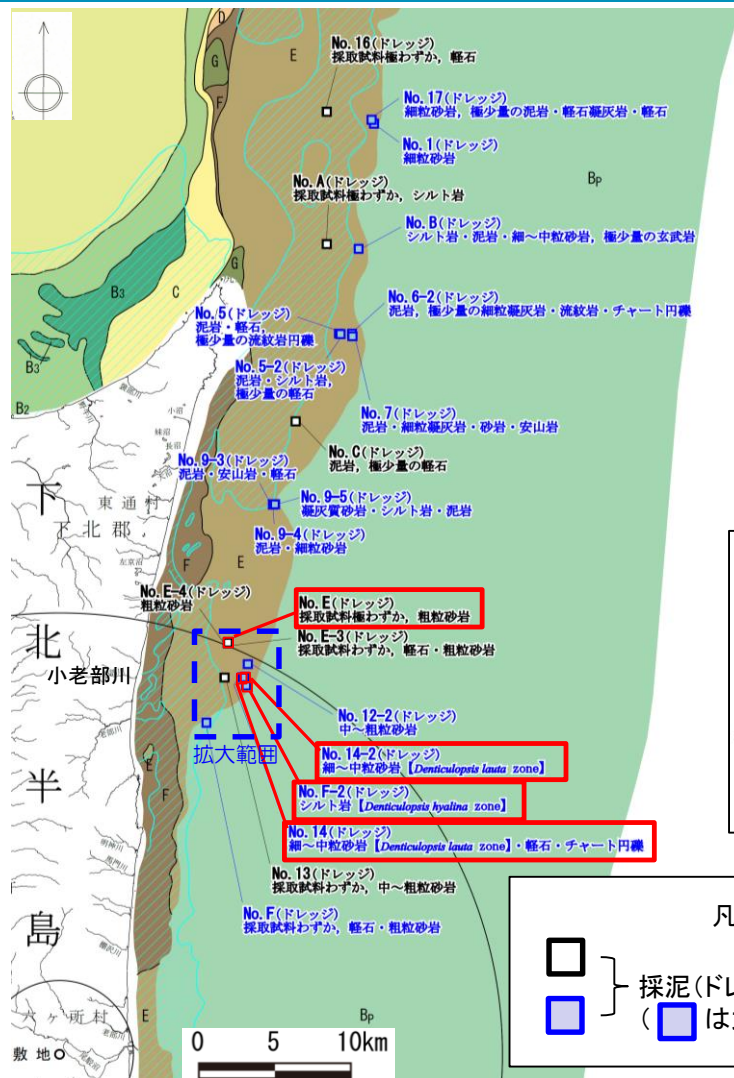 D
G
E
F
No.16(ドレッジ)
採取試料極わずか，軽石
No.17(ドレッジ)
細粒砂岩，極少量の泥岩・軽石凝灰岩・軽石
No.1(ドレッジ)
細粒砂岩
No.A(ドレッジ)
採取試料極わずか，シルト岩
BP
No.B(ドレッジ)
シルト岩・泥岩・細～中粒砂岩，極少量の玄武岩
G
B3
C
No.5(ドレッジ)
泥岩・軽石，
極少量の流紋岩円礫
No.6-2(ドレッジ)
泥岩，極少量の細粒凝灰岩・流紋岩・チャート円礫
B3
No.5-2(ドレッジ)
泥岩・シルト岩，
極少量の軽石
B2
小沼
No.7(ドレッジ)
泥岩・細粒凝灰岩・砂岩・安山岩
長沼
No.C(ドレッジ)
泥岩，極少量の軽石
No.9-3(ドレッジ)
泥岩・安山岩・軽石
下
東通村
No.9-5(ドレッジ)
凝灰質砂岩・シルト岩・泥岩
下北郡
No.9-4(ドレッジ)
泥岩・細粒砂岩
左京沼
F
E
No.E-4(ドレッジ)
粗粒砂岩
No.E(ドレッジ)
採取試料極わずか，粗粒砂岩
北
No.E-3(ドレッジ)
採取試料わずか，軽石・粗粒砂岩
小老部川
No.12-2(ドレッジ)
中～粗粒砂岩
老部川
拡大範囲
No.14-2(ドレッジ)
細～中粒砂岩【Denticulopsis lauta zone】
半
E
F
No.F-2(ドレッジ)
シルト岩【Denticulopsis hyalina zone】
No.14(ドレッジ)
細～中粒砂岩【Denticulopsis lauta zone】・軽石・チャート円礫
No.13(ドレッジ)
採取試料わずか，中～粗粒砂岩
島
No.F(ドレッジ)
採取試料わずか，軽石・粗粒砂岩
凡
採泥(ドレ
(は
六ヶ所村
E
BP
老部川
敷地
0 5 10km